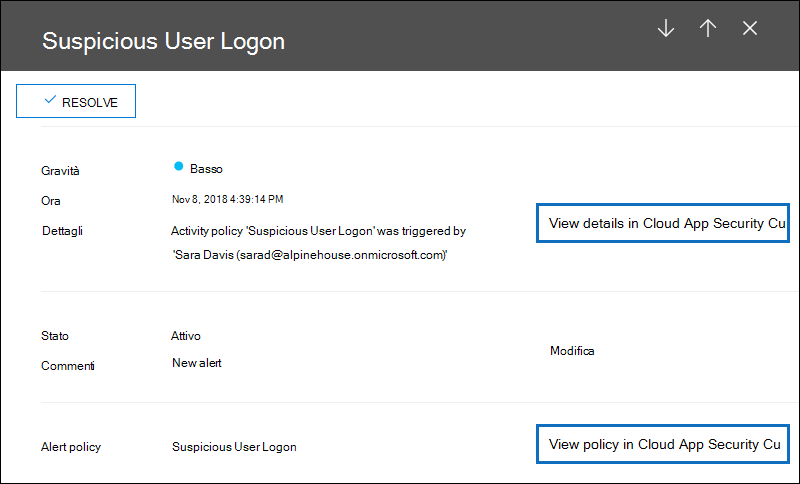 Suspicious User Logon
RESOLVE
Gravità Basso
Ora Nov 8, 2018 4:39:14 PM
Dettagli Activity policy 'Suspicious User Logon' was triggered by
'Sara Davis (sarad@alpinehouse.onmicrosoft.com)'
View details in Cloud App Security Cu
Stato Attivo
Commenti New alert
Modifica
Alert policy Suspicious User Logon
View policy in Cloud App Security Cu